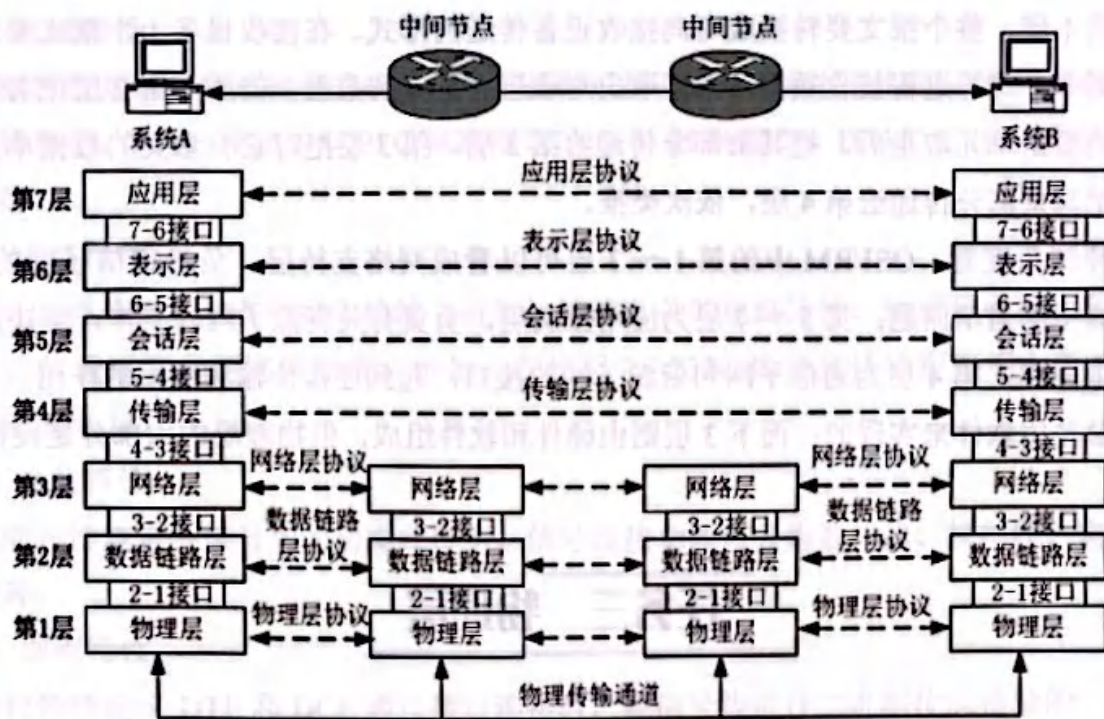 中间节点 中间节点
系统A 系统B
第7层 应用层 应用层协议 应用层
7-6接口 7-6接口
第6层 表示层 表示层协议 表示层
6-5接口 6-5接口
第5层 会话层 会话层协议 会话层
5-4接口 5-4接口
第4层 传输层 传输层协议 传输层
4-3接口 4-3接口
网络层协议 网络层协议
第3层 网络层 网络层 网络层 网络层
3-2接口 数据链路 3-2接口 3-2接口 数据链路 3-2接口
第2层 数据链路层 层协议 数据链路层 数据链路层 层协议 数据链路层
2-1接口 2-1接口 2-1接口 2-1接口
物理层协议 物理层协议
第1层 物理层 物理层 物理层 物理层
物理传输通道